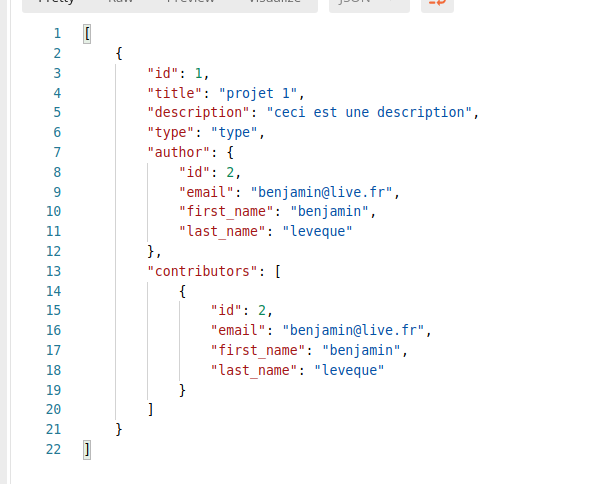 Pretty Raw Preview Visualize JSON
1 [
2 {
3 "id": 1,
4 "title": "projet 1",
5 "description": "ceci est une description",
6 "type": "type",
7 "author": {
8 "id": 2,
9 "email": "benjamin@live.fr",
10 "first_name": "benjamin",
11 "last_name": "leveque"
12 },
13 "contributors": [
14 {
15 "id": 2,
16 "email": "benjamin@live.fr",
17 "first_name": "benjamin",
18 "last_name": "leveque"
19 }
20 ]
21 }
22 ]